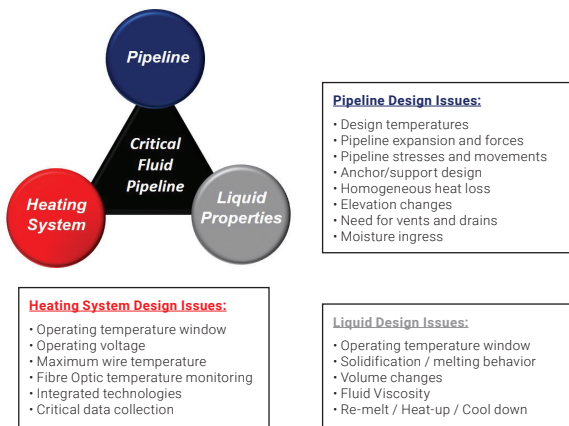 Pipeline
Critical
Fluid
Pipeline
Heating
System
Liquid
Properties
Pipeline Design Issues:
• Design temperatures
• Pipeline expansion and forces
• Pipeline stresses and movements
• Anchor/support design
• Homogeneous heat loss
• Elevation changes
• Need for vents and drains
• Moisture ingress
Heating System Design Issues:
• Operating temperature window
• Operating voltage
• Maximum wire temperature
• Fibre Optic temperature monitoring
• Integrated technologies
• Critical data collection
Liquid Design Issues:
• Operating temperature window
• Solidification / melting behavior
• Volume changes
• Fluid Viscosity
• Re-melt / Heat-up / Cool down